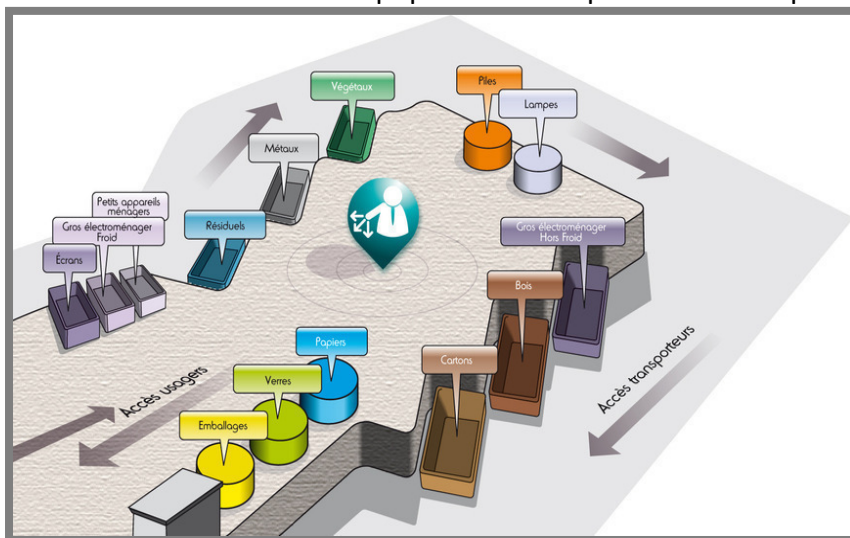 Végétaux
Piles
Lampes
Métaux
Petits appareils
ménagers
Gros électroménager
Froid
Écrans
Résiduels
Gros électroménager
Hors Froid
Bois
Papiers
Cartons
Verres
Emballages
Accès usagers
Accès transporteurs